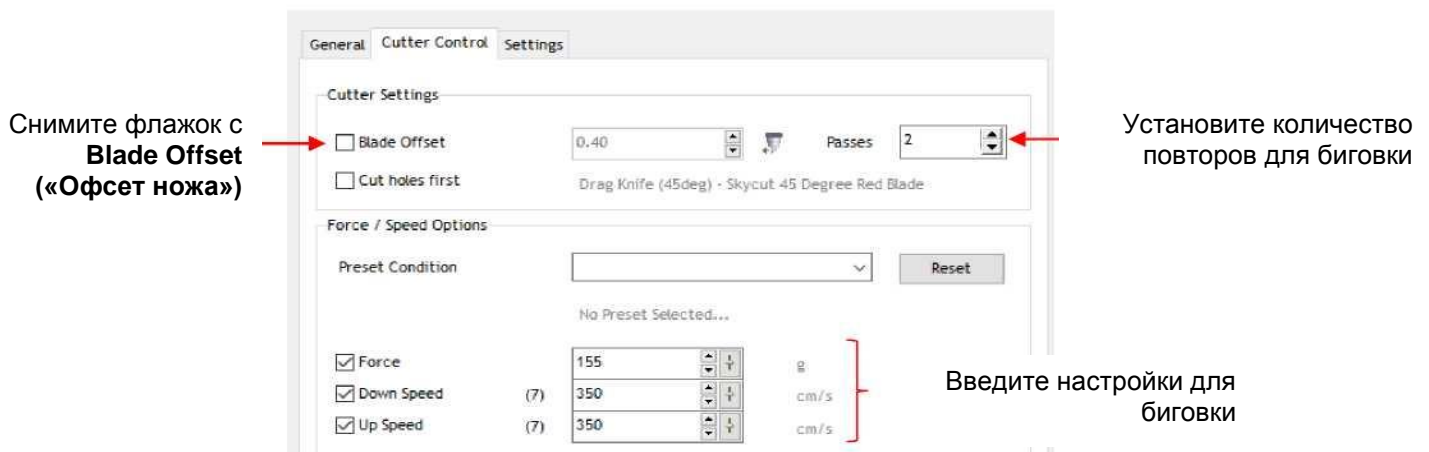 General Cutter Control Settings
Cutter Settings
Снимите флажок с
Blade Offset
(«Офсет ножа»)
Blade Offset 0.40 Passes 2
Установите количество
повторов для биговки
Cut holes first Drag Knife (45deg) - Skycut 45 Degree Red Blade
Force / Speed Options
Preset Condition Reset
No Preset Selected...
Force 155 g
Down Speed (7) 350 cm/s
Up Speed (7) 350 cm/s
Введите настройки для
биговки